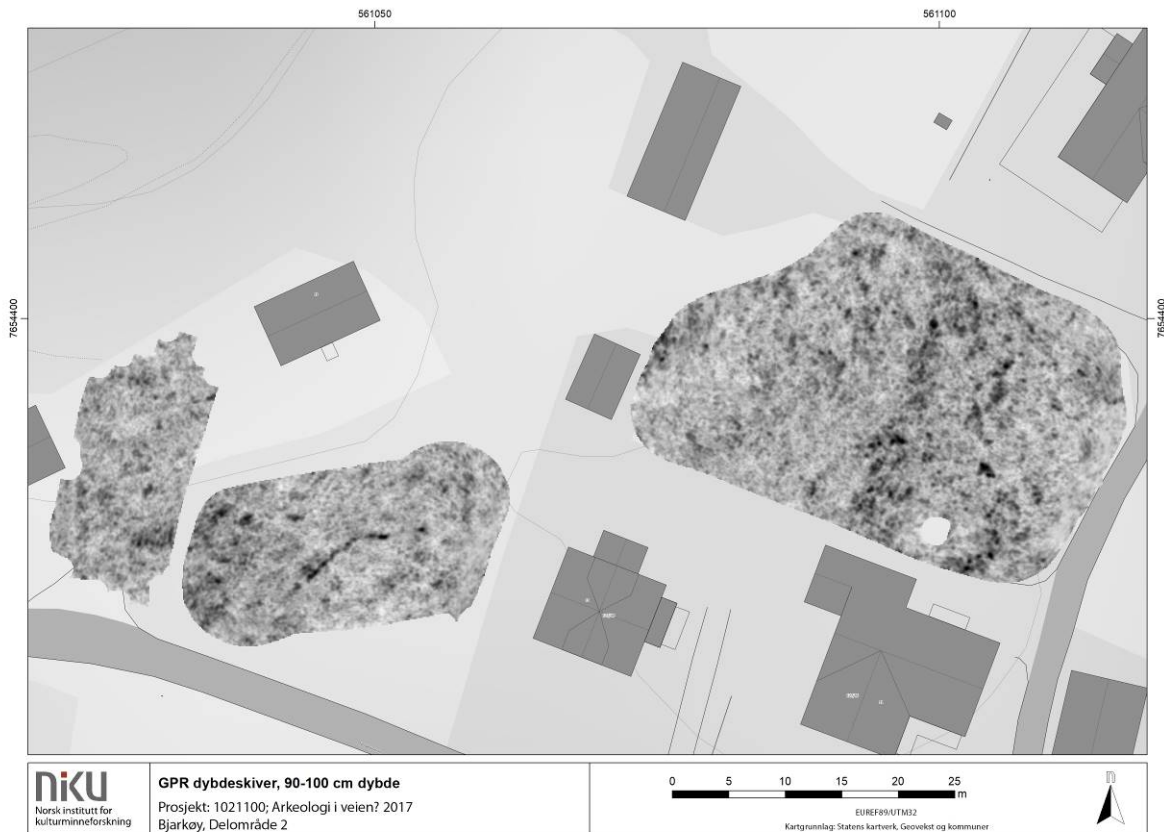 561050
561100
7654400
7654400
niku
Norsk institutt for
kulturminneforskning
GPR dybdeskiver, 90-100 cm dybde
Prosjekt: 1021100; Arkeologi i veien? 2017
Bjarkøy, Delområde 2
0 5 10 15 20 25
m
EUREF89/UTM32
Kartgrunnlag: Statens kartverk, Geovekst og kommuner
n